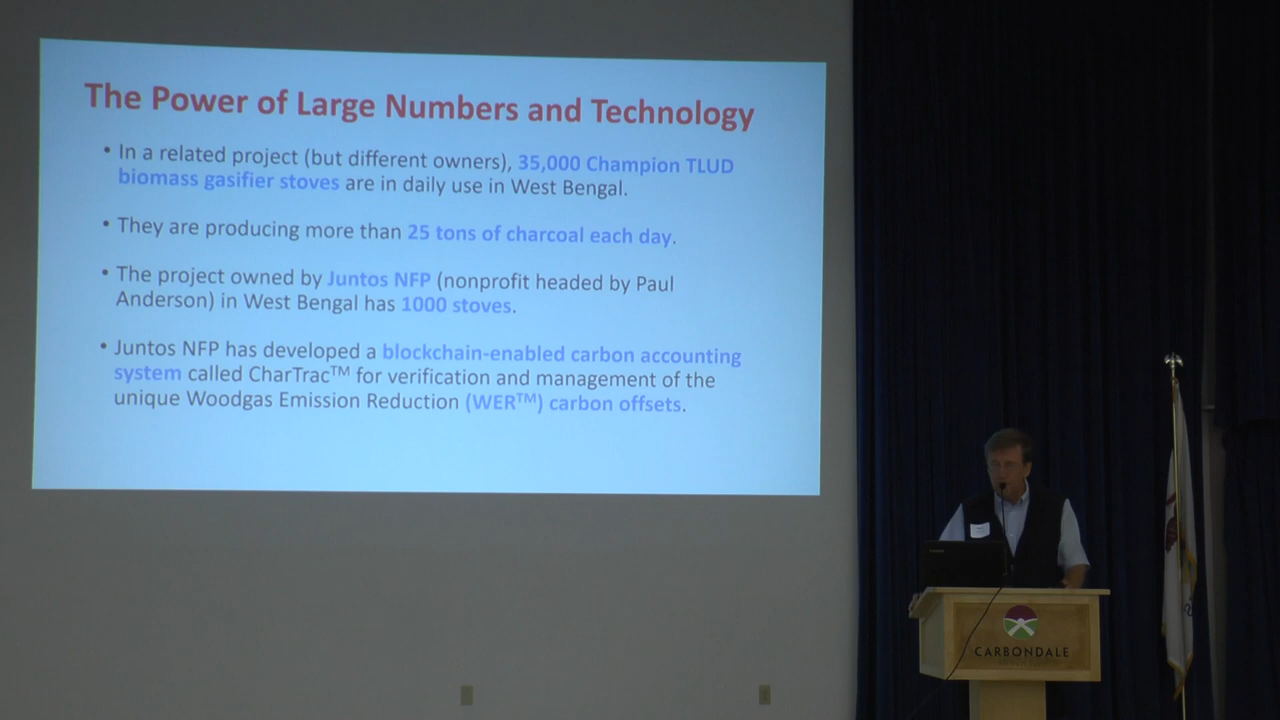 The Power of Large Numbers and Technology
• In a related project (but different owners), 35,000 Champion TLUD
biomass gasifier stoves are in daily use in West Bengal.
• They are producing more than 25 tons of charcoal each day.
• The project owned by Juntos NFP (nonprofit headed by Paul
Anderson) in West Bengal has 1000 stoves.
• Juntos NFP has developed a blockchain-enabled carbon accounting
system called CharTrac™ for verification and management of the
unique Woodgas Emission Reduction (WER™) carbon offsets.
CARBONDALE